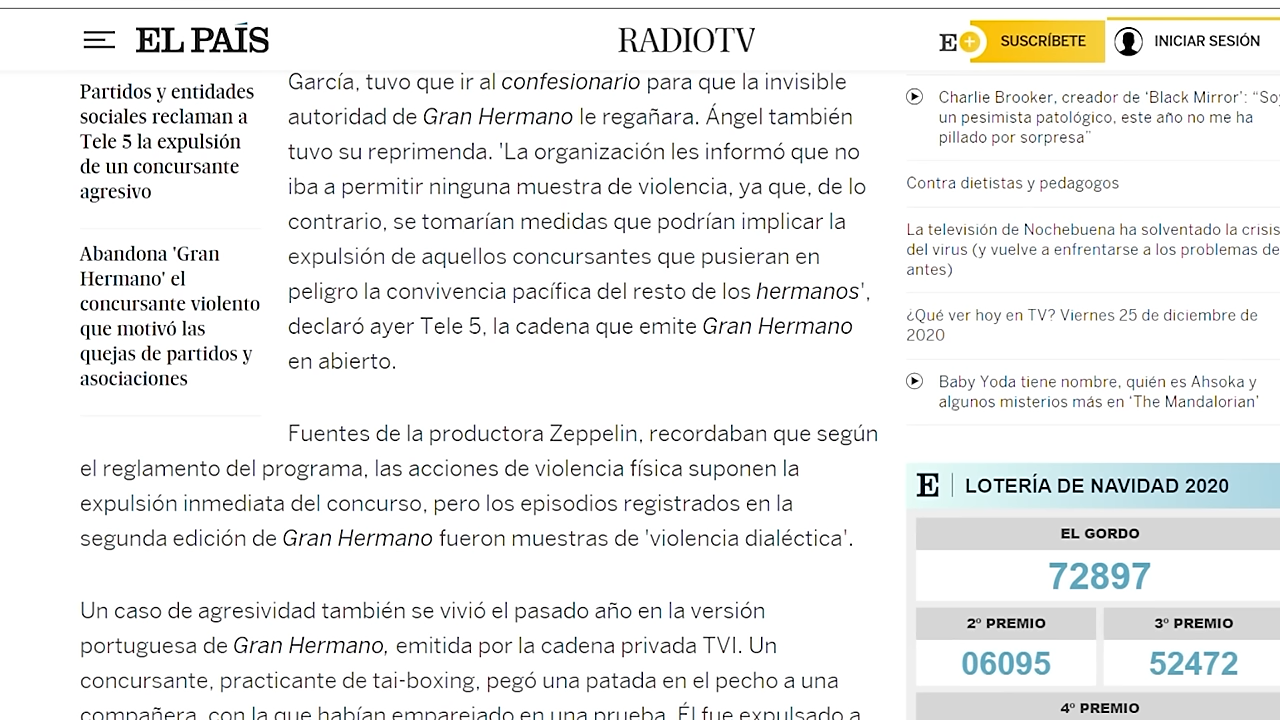 EL PAÍS
RADIOTV
E+ SUSCRÍBETE
INICIAR SESIÓN
Partidos y entidades
sociales reclaman a
Tele 5 la expulsión
de un concursante
agresivo
Abandona 'Gran
Hermano' el
concursante violento
que motivó las
quejas de partidos y
asociaciones
García, tuvo que ir al confesionario para que la invisible
autoridad de Gran Hermano le regañara. Ángel también
tuvo su reprimenda. 'La organización les informó que no
iba a permitir ninguna muestra de violencia, ya que, de lo
contrario, se tomarían medidas que podrían implicar la
expulsión de aquellos concursantes que pusieran en
peligro la convivencia pacífica del resto de los hermanos',
declaró ayer Tele 5, la cadena que emite Gran Hermano
en abierto.
Fuentes de la productora Zeppelin, recordaban que según
el reglamento del programa, las acciones de violencia física suponen la
expulsión inmediata del concurso, pero los episodios registrados en la
segunda edición de Gran Hermano fueron muestras de 'violencia dialéctica'.
Un caso de agresividad también se vivió el pasado año en la versión
portuguesa de Gran Hermano, emitida por la cadena privada TVI. Un
concursante, practicante de tai-boxing, pegó una patada en el pecho a una
compañera, con la que habían emparejado en una prueba. Él fue expulsado a
Charlie Brooker, creador de ‘Black Mirror’: “Soy
un pesimista patológico, este año no me ha
pillado por sorpresa”
Contra dietistas y pedagogos
La televisión de Nochebuena ha solventado la crisis
del virus (y vuelve a enfrentarse a los problemas de
antes)
¿Qué ver hoy en TV? Viernes 25 de diciembre de
2020
Baby Yoda tiene nombre, quién es Ahsoka y
algunos misterios más en ‘The Mandalorian’
E LOTERÍA DE NAVIDAD 2020
EL GORDO
72897
2º PREMIO
3º PREMIO
06095
52472
4º PREMIO